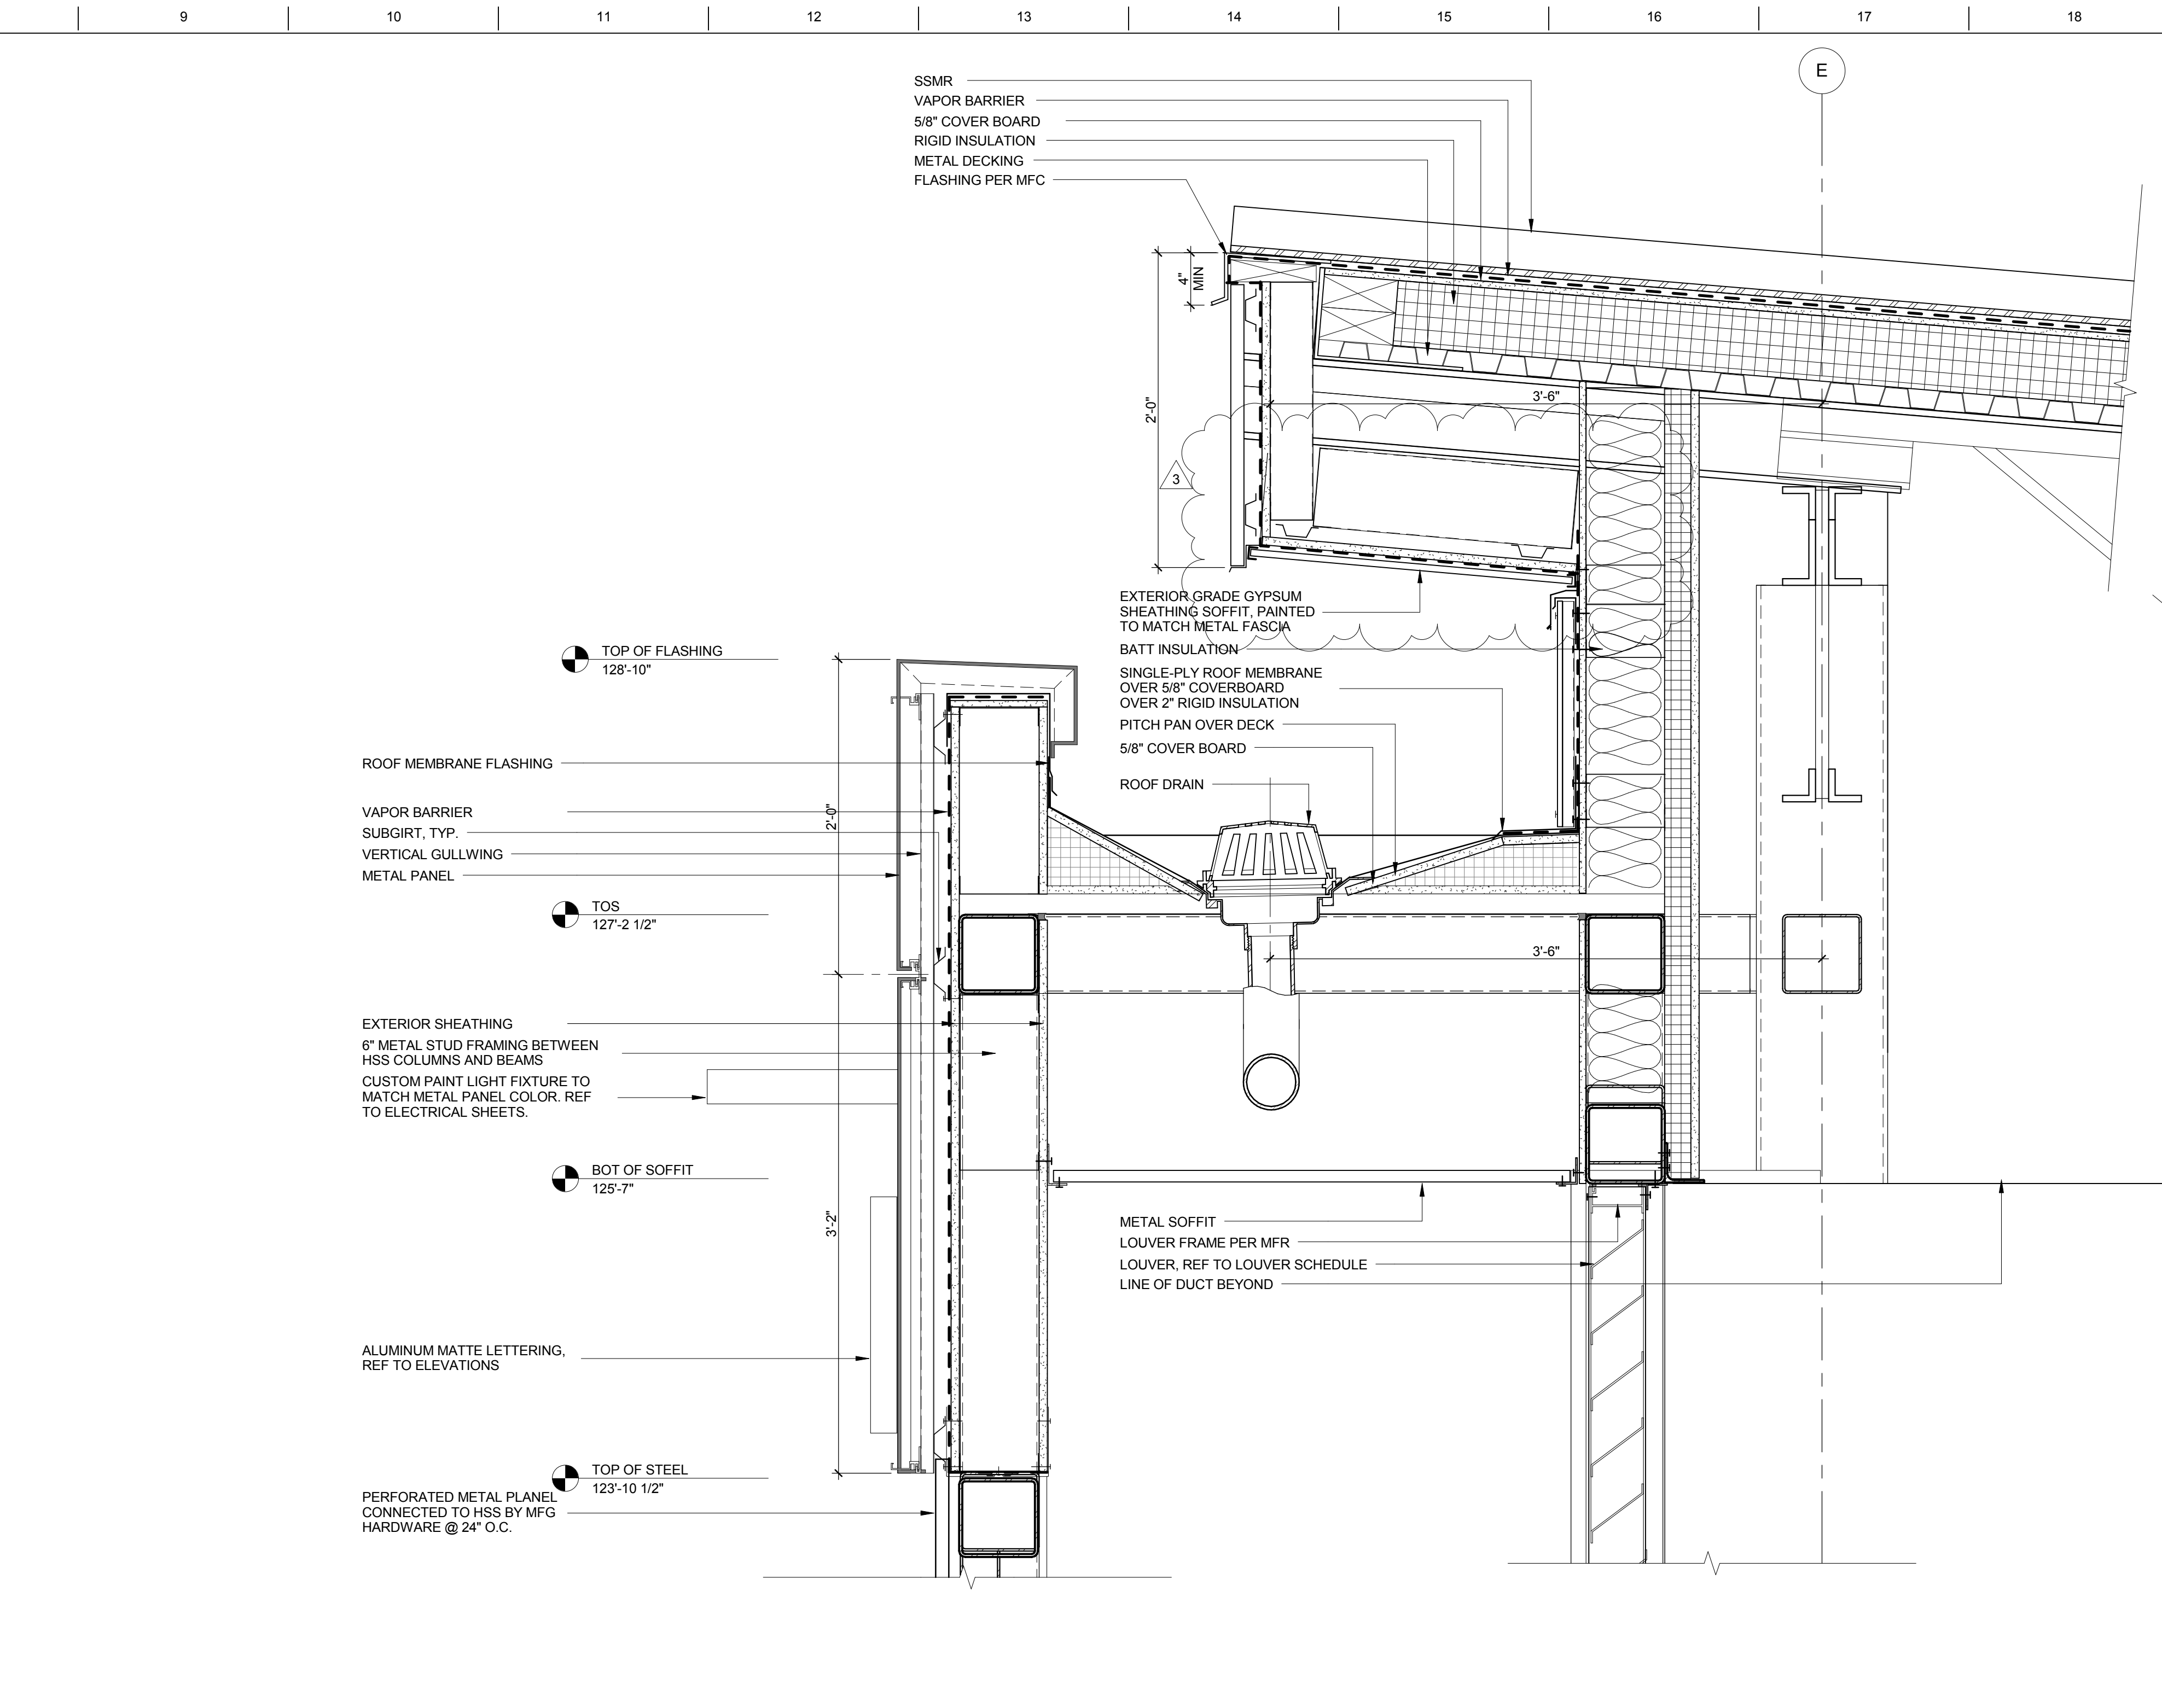 9 10 11 12 13 14 15 16 17 18
E
SSMR
VAPOR BARRIER
5/8" COVER BOARD
RIGID INSULATION
METAL DECKING
FLASHING PER MFC
4" MIN
2'-0"
3'-6"
3
EXTERIOR GRADE GYPSUM
SHEATHING SOFFIT, PAINTED
TO MATCH METAL FASCIA
BATT INSULATION
SINGLE-PLY ROOF MEMBRANE
OVER 5/8" COVERBOARD
OVER 2" RIGID INSULATION
PITCH PAN OVER DECK
5/8" COVER BOARD
ROOF DRAIN
TOP OF FLASHING
128'-10"
ROOF MEMBRANE FLASHING
VAPOR BARRIER
SUBGIRT, TYP.
VERTICAL GULLWING
METAL PANEL
2'-0"
TOS
127'-2 1/2"
3'-6"
EXTERIOR SHEATHING
6" METAL STUD FRAMING BETWEEN
HSS COLUMNS AND BEAMS
CUSTOM PAINT LIGHT FIXTURE TO
MATCH METAL PANEL COLOR. REF
TO ELECTRICAL SHEETS.
BOT OF SOFFIT
125'-7"
3'-2"
METAL SOFFIT
LOUVER FRAME PER MFR
LOUVER, REF TO LOUVER SCHEDULE
LINE OF DUCT BEYOND
ALUMINUM MATTE LETTERING,
REF TO ELEVATIONS
TOP OF STEEL
123'-10 1/2"
PERFORATED METAL PLANEL
CONNECTED TO HSS BY MFG
HARDWARE @ 24" O.C.